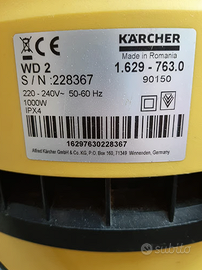 KÄRCHER
Made in Romania
WD 2
1.629 - 763.0
S / N :228367
90150
220 - 240V~ 50-60 Hz
1000W
IPX4
16297630228367
Alfred Kärcher GmbH & Co. KG, P.O. Box 160, 71349 Winnenden, Germany
subito